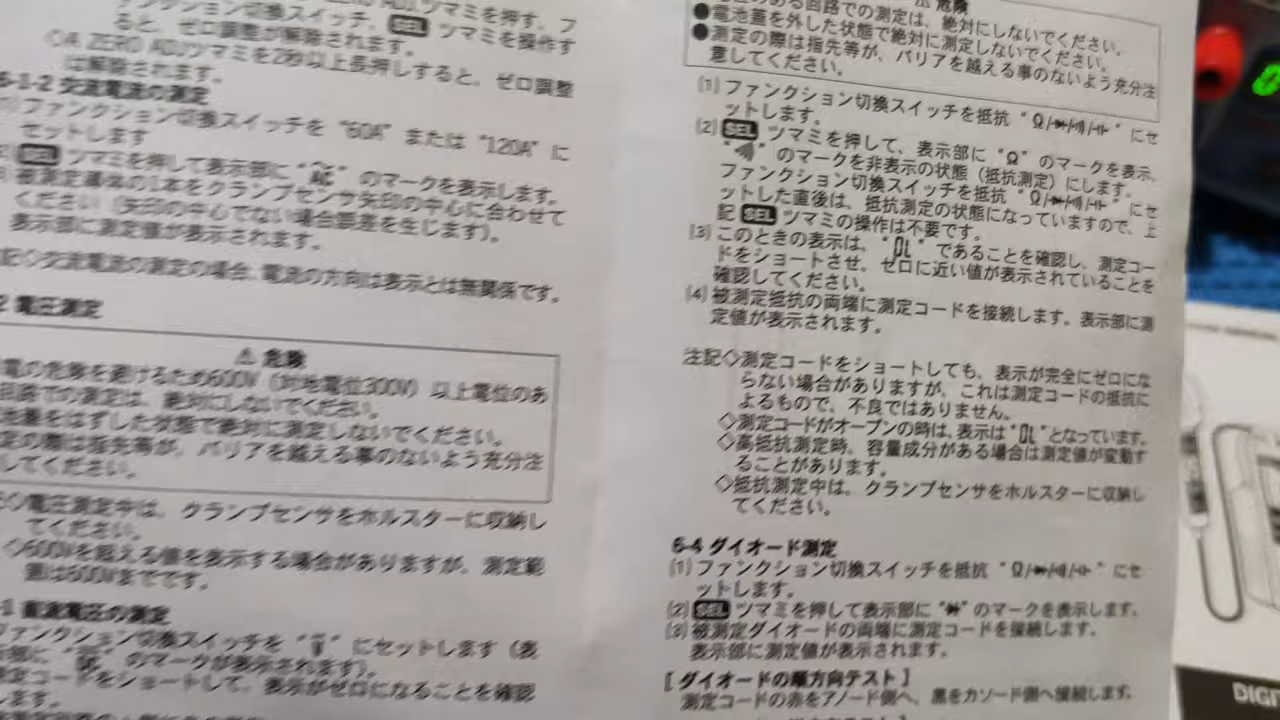 ツマミを押す。フ
ァンクション切換スイッチ、SEL ツマミを操作す
ると、ゼロ調整が解除されます。
◇4 ZERO ADJツマミを2秒以上長押しすると、ゼロ調整
は解除されます。
6-1-2 交流電流の測定
ファンクション切換スイッチを "60A" または "120A" に
セットします
SEL ツマミを押して表示部に "AC" のマークを表示します。
被測定導体の1本をクランプセンサ矢印の中心に合わせて
ください（矢印の中心でない場合誤差を生じます）。
表示部に測定値が表示されます。
記◇交流電流の測定の場合、電流の方向は表示とは無関係です。
2 電圧測定
⚠ 危険
電の危険を避けるため600V（対地電位300V）以上電位のあ
回路での測定は、絶対にしないでください。
池蓋をはずした状態で絶対に測定しないでください。
定の際は指先等が、バリアを越える事のないよう充分注
してください。
◇電圧測定中は、クランプセンサをホルスターに収納し
てください。
◇600Vを超える値を表示する場合がありますが、測定範
囲は600Vまでです。
-1 直流電圧の測定
ファンクション切換スイッチを " " にセットします（表
部に " " のマークが表示されます）。
測定コードをショートして、表示がゼロになることを確認
します。
⚠ 危険
ある回路での測定は、絶対にしないでください。
●電池蓋を外した状態で絶対に測定しないでください。
●測定の際は指先等が、バリアを越える事のないよう充分注
意してください。
(1) ファンクション切換スイッチを抵抗 " Ω/ " にセ
ットします。
(2) SEL ツマミを押して、表示部に "Ω" のマークを表示、
" " のマークを非表示の状態（抵抗測定）にします。
ファンクション切換スイッチを抵抗 " Ω/ " にセ
ットした直後は、抵抗測定の状態になっていますので、上
記 SEL ツマミの操作は不要です。
(3) このときの表示は、"OL" であることを確認し、測定コー
ドをショートさせ、ゼロに近い値が表示されていることを
確認してください。
(4) 被測定抵抗の両端に測定コードを接続します。表示部に測
定値が表示されます。
注記◇測定コードをショートしても、表示が完全にゼロにな
らない場合がありますが、これは測定コードの抵抗に
よるもので、不良ではありません。
◇測定コードがオープンの時は、表示は "OL" となっています。
◇高抵抗測定時、容量成分がある場合は測定値が変動す
ることがあります。
◇抵抗測定中は、クランプセンサをホルスターに収納し
てください。
6-4 ダイオード測定
(1) ファンクション切換スイッチを抵抗 " Ω/ " にセ
ットします。
(2) SEL ツマミを押して表示部に " " のマークを表示します。
(3) 被測定ダイオードの両端に測定コードを接続します。
表示部に測定値が表示されます。
[ ダイオードの順方向テスト ]
測定コードの赤をアノード側へ、黒をカソード側へ接続します。
DIGI